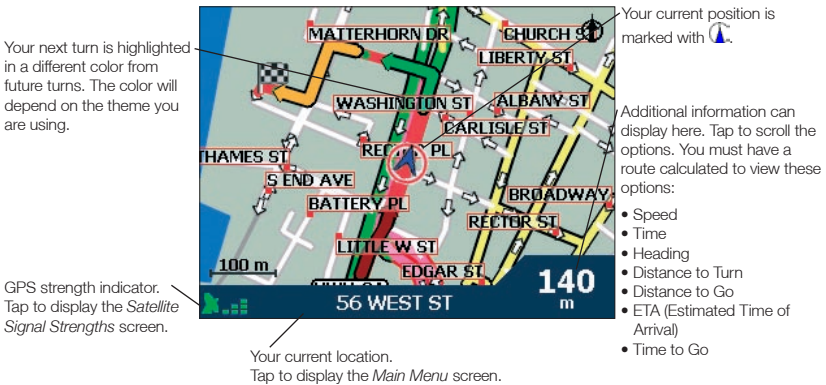 Your next turn is highlighted
in a different color from
future turns. The color will
depend on the theme you
are using.
GPS strength indicator.
Tap to display the Satellite
Signal Strengths screen.
MATTERHORN DR
CHURCH ST
LIBERTY ST
WASHINGTON ST
ALBANY ST
CARLISLE ST
THAMES ST
S END AVE
BATTERY PL
BROADWAY
RECTOR ST
LITTLE W ST
EDGAR ST
100 m
140
m
56 WEST ST
Your current location.
Tap to display the Main Menu screen.
Your current position is
marked with .
Additional information can
display here. Tap to scroll the
options. You must have a
route calculated to view these
options:
• Speed
• Time
• Heading
• Distance to Turn
• Distance to Go
• ETA (Estimated Time of
Arrival)
• Time to Go